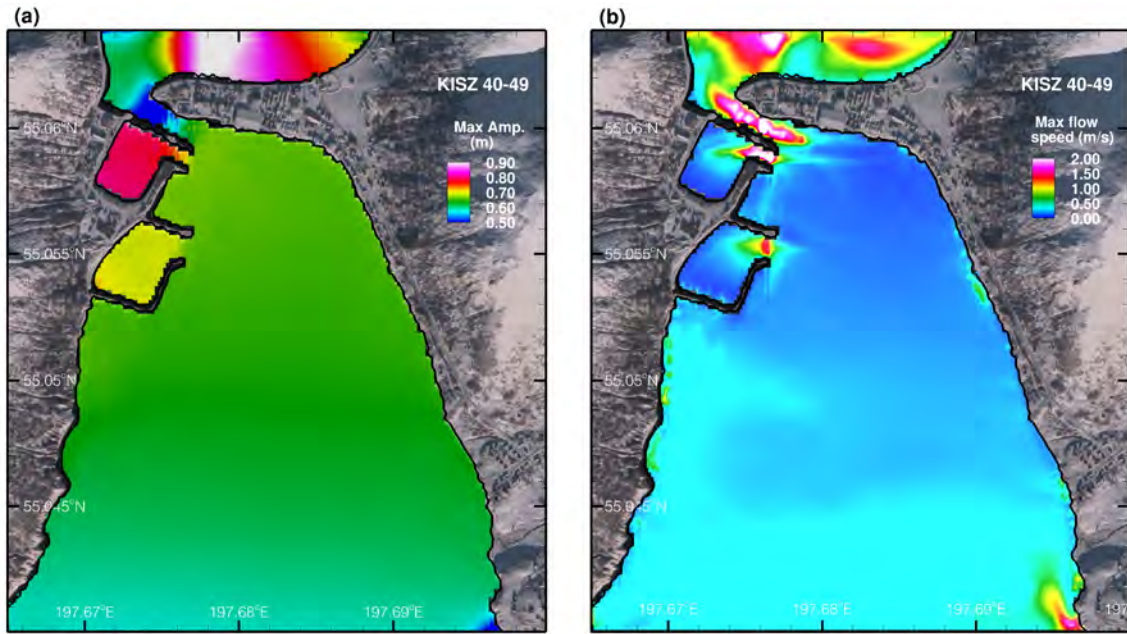 (a)
(b)
KISZ 40-49
Max Amp.
(m)
0.90
0.80
0.70
0.60
0.50
55.06°N
55.055°N
55.05°N
55.045°N
197.67°E
197.68°E
197.69°E
KISZ 40-49
Max flow
speed (m/s)
2.00
1.50
1.00
0.50
0.00
55.06°N
55.055°N
55.05°N
55.045°N
197.67°E
197.68°E
197.60°E